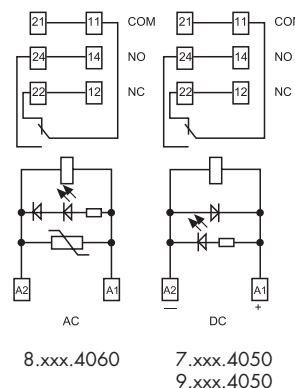 21 11 COM 21 11 COM
24 14 NO 24 14 NO
22 12 NC 22 12 NC
A2 A1 A2 A1
— +
AC DC
8.xxx.4060 7.xxx.4050
9.xxx.4050